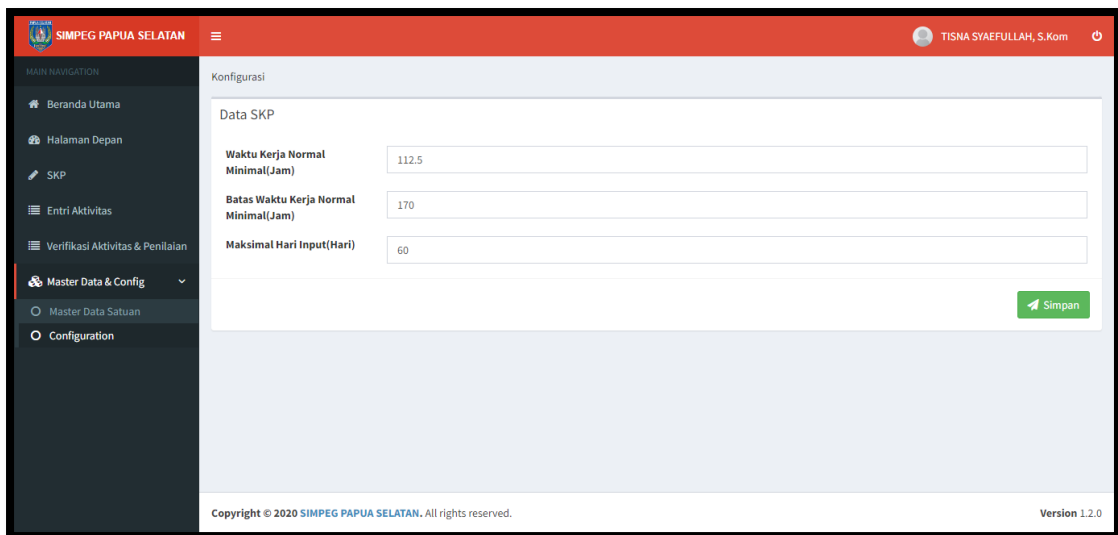 SIMPEG PAPUA SELATAN
TISNA SYAEFULLAH, S.Kom
MAIN NAVIGATION
Beranda Utama
Halaman Depan
SKP
Entri Aktivitas
Verifikasi Aktivitas & Penilaian
Master Data & Config
Master Data Satuan
Configuration
Konfigurasi
Data SKP
Waktu Kerja Normal
Minimal(Jam)
112.5
Batas Waktu Kerja Normal
Minimal(Jam)
170
Maksimal Hari Input(Hari)
60
Simpan
Copyright © 2020 SIMPEG PAPUA SELATAN. All rights reserved.
Version 1.2.0